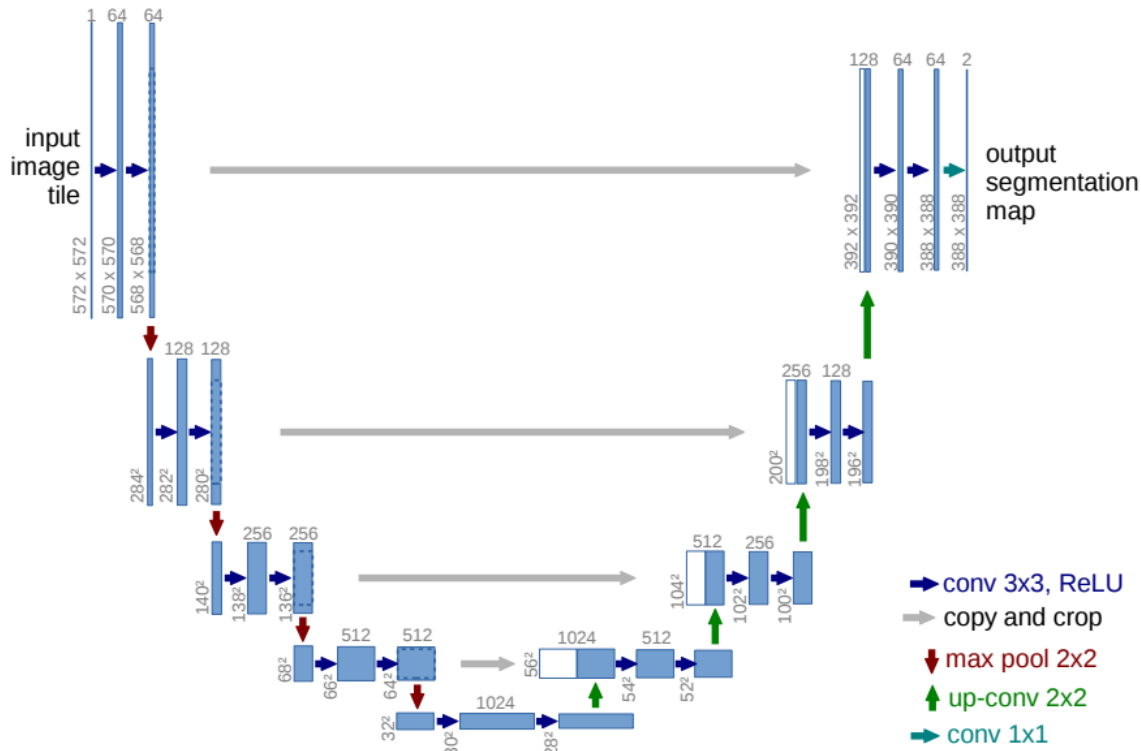 1 64 64
128 64 64 2
input
image
tile
output
segmentation
map
572 x 572
570 x 570
568 x 568
392 x 392
390 x 390
388 x 388
388 x 388
128 128
256 128
284²
282²
280²
200²
198²
196²
256 256
512 256
140²
138²
136²
104²
102²
100²
512 512
1024 512
68²
66²
64²
56²
54²
52²
1024
32²
30²
28²
conv 3x3, ReLU
copy and crop
max pool 2x2
up-conv 2x2
conv 1x1